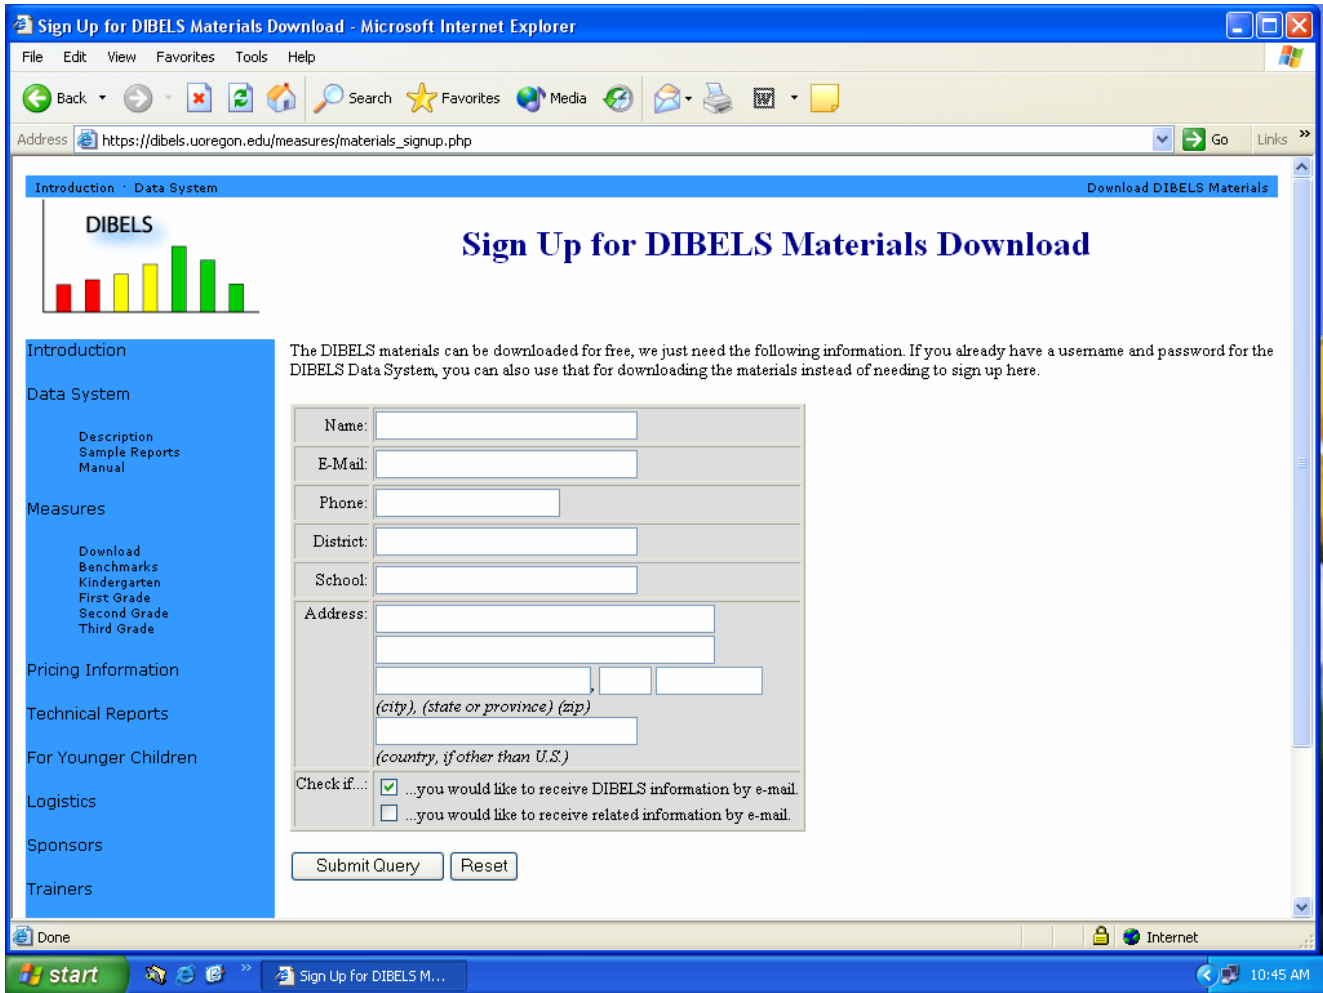 Sign Up for DIBELS Materials Download - Microsoft Internet Explorer
File Edit View Favorites Tools Help
Back Search Favorites Media
Address https://dibels.uoregon.edu/measures/materials_signup.php Go Links »
Introduction · Data System Download DIBELS Materials
DIBELS
Sign Up for DIBELS Materials Download
Introduction
Data System
Description
Sample Reports
Manual
Measures
Download
Benchmarks
Kindergarten
First Grade
Second Grade
Third Grade
Pricing Information
Technical Reports
For Younger Children
Logistics
Sponsors
Trainers
The DIBELS materials can be downloaded for free, we just need the following information. If you already have a username and password for the
DIBELS Data System, you can also use that for downloading the materials instead of needing to sign up here.
Name:
E-Mail:
Phone:
District:
School:
Address:
,
(city), (state or province) (zip)
(country, if other than U.S.)
Check if...: ...you would like to receive DIBELS information by e-mail.
...you would like to receive related information by e-mail.
Submit Query Reset
Done Internet
start » Sign Up for DIBELS M... 10:45 AM